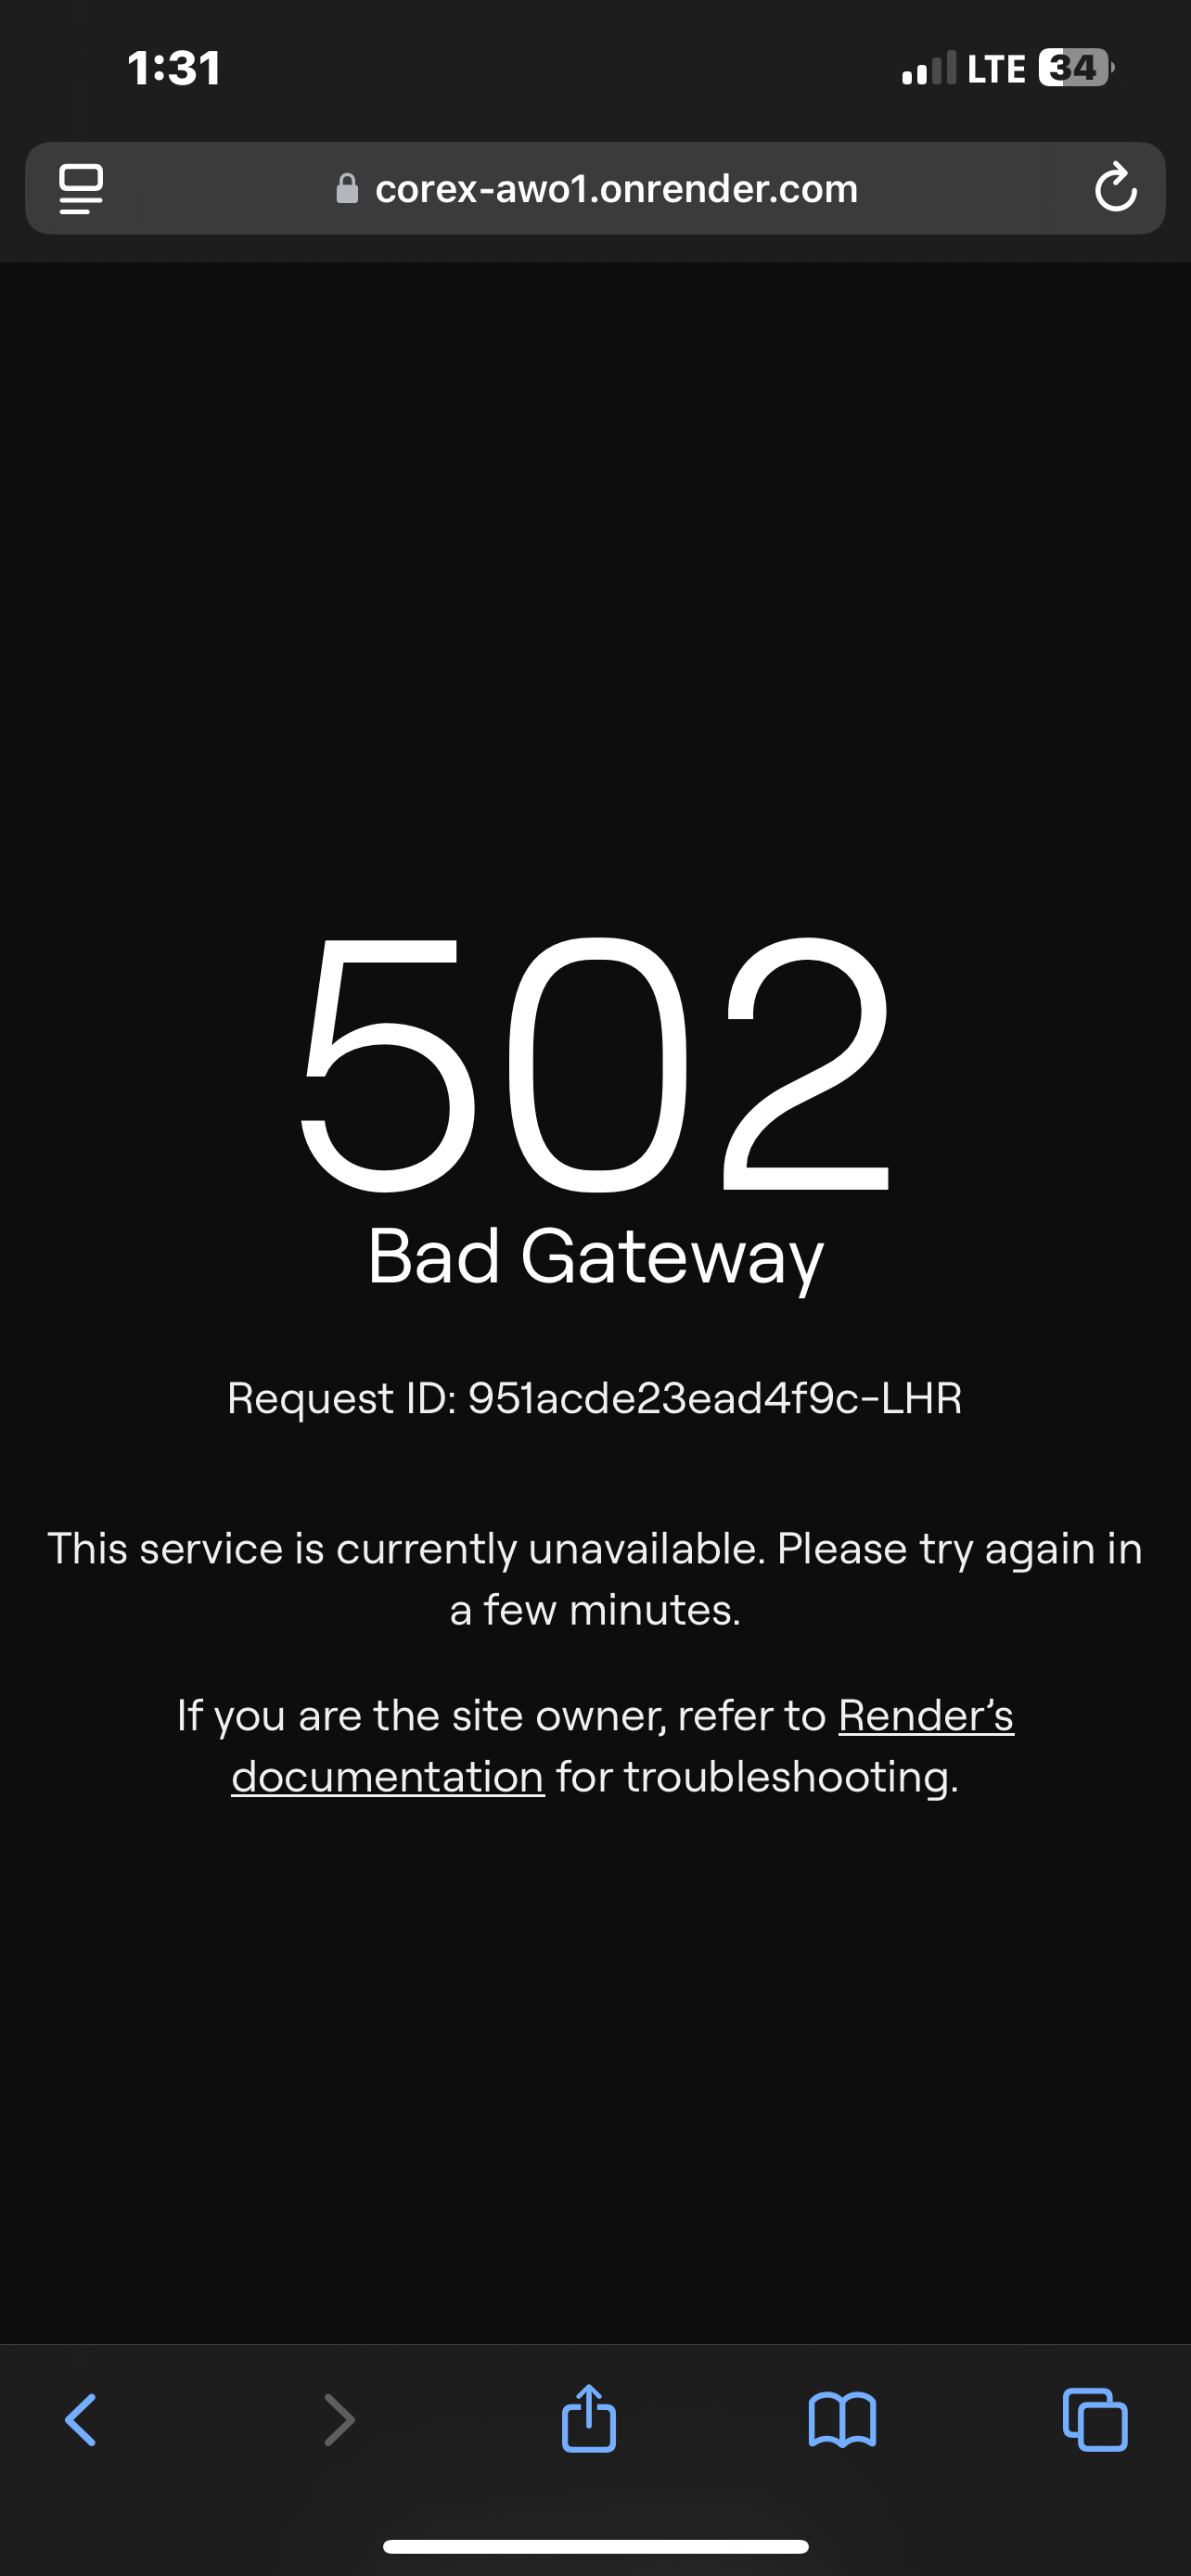 1:31
LTE 34
corex-awo1.onrender.com
502
Bad Gateway
Request ID: 951acde23ead4f9c-LHR
This service is currently unavailable. Please try again in
a few minutes.
If you are the site owner, refer to Render’s
documentation for troubleshooting.